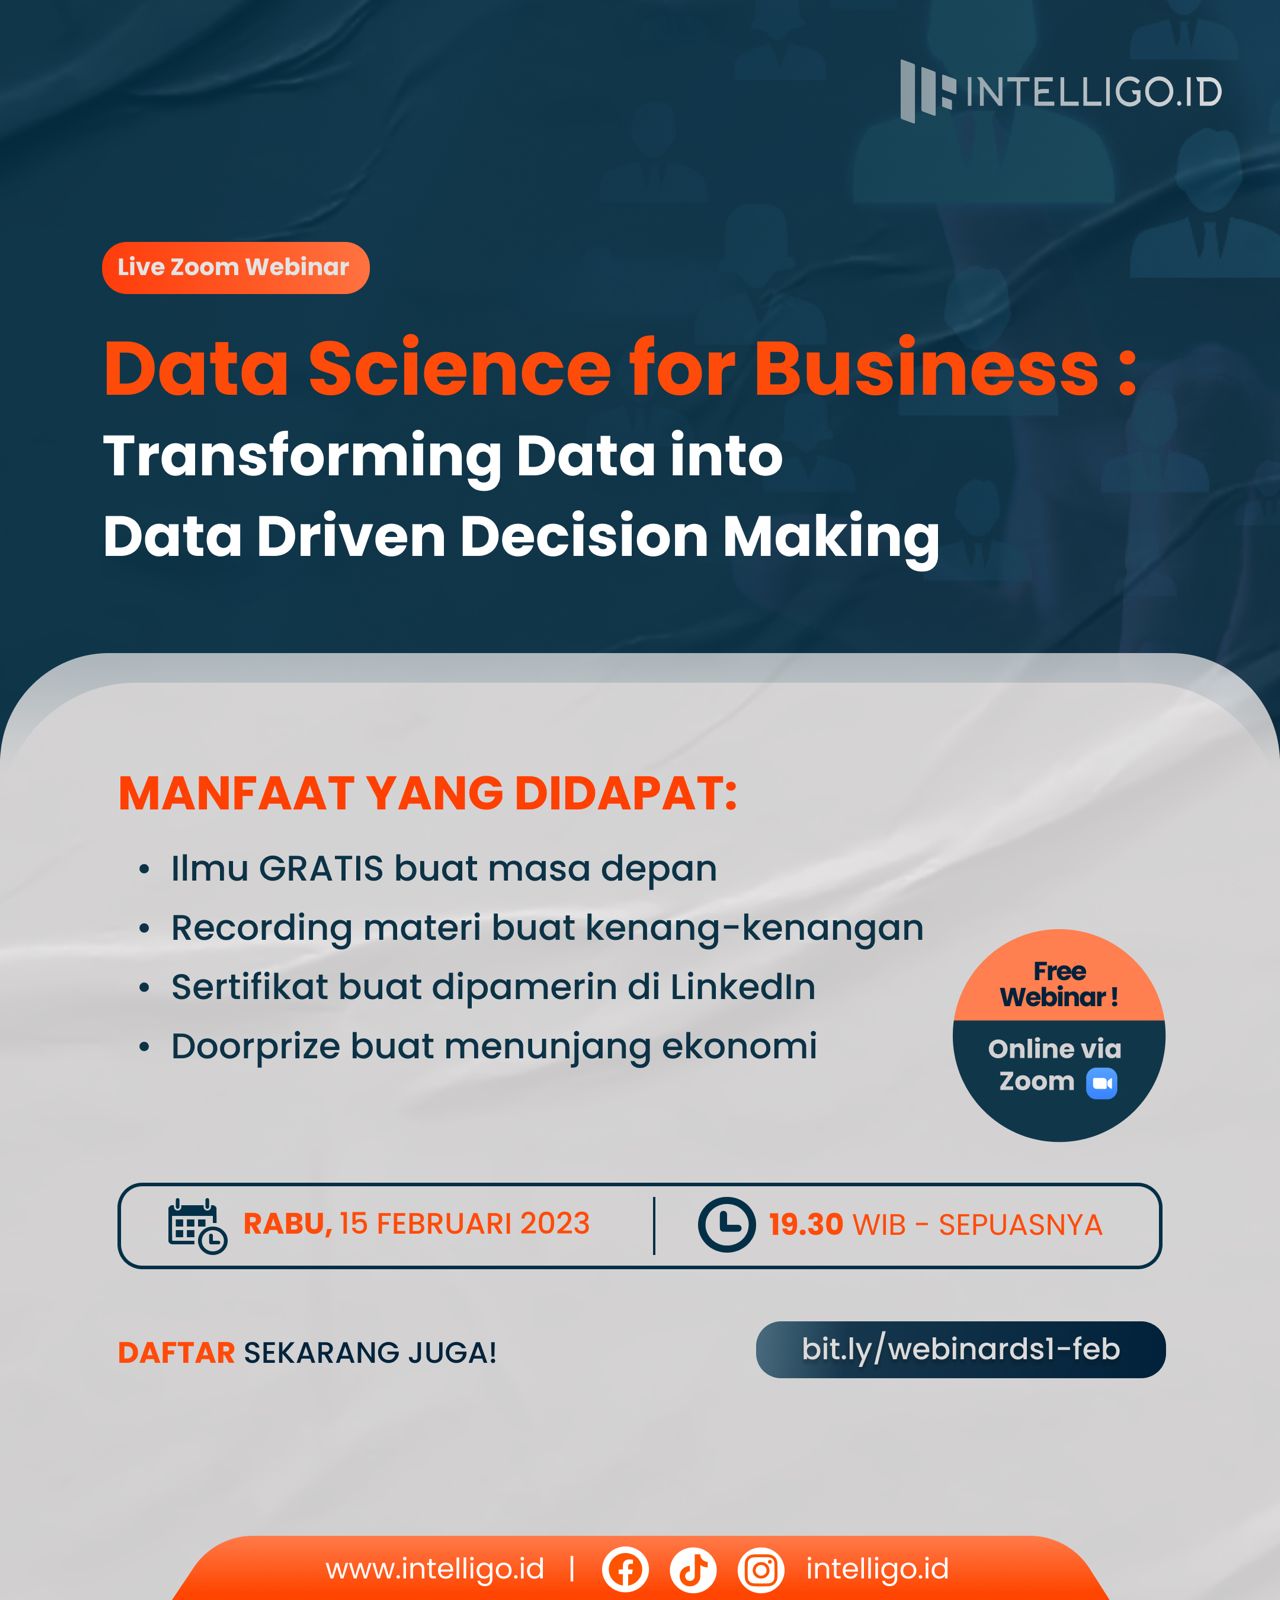 INTELLIGO.ID
Live Zoom Webinar
Data Science for Business :
Transforming Data into
Data Driven Decision Making
MANFAAT YANG DIDAPAT:
• Ilmu GRATIS buat masa depan
• Recording materi buat kenang-kenangan
• Sertifikat buat dipamerin di LinkedIn
• Doorprize buat menunjang ekonomi
Free
Webinar !
Online via
Zoom
RABU, 15 FEBRUARI 2023
19.30 WIB - SEPUASNYA
DAFTAR SEKARANG JUGA!
bit.ly/webinards1-feb
www.intelligo.id | intelligo.id